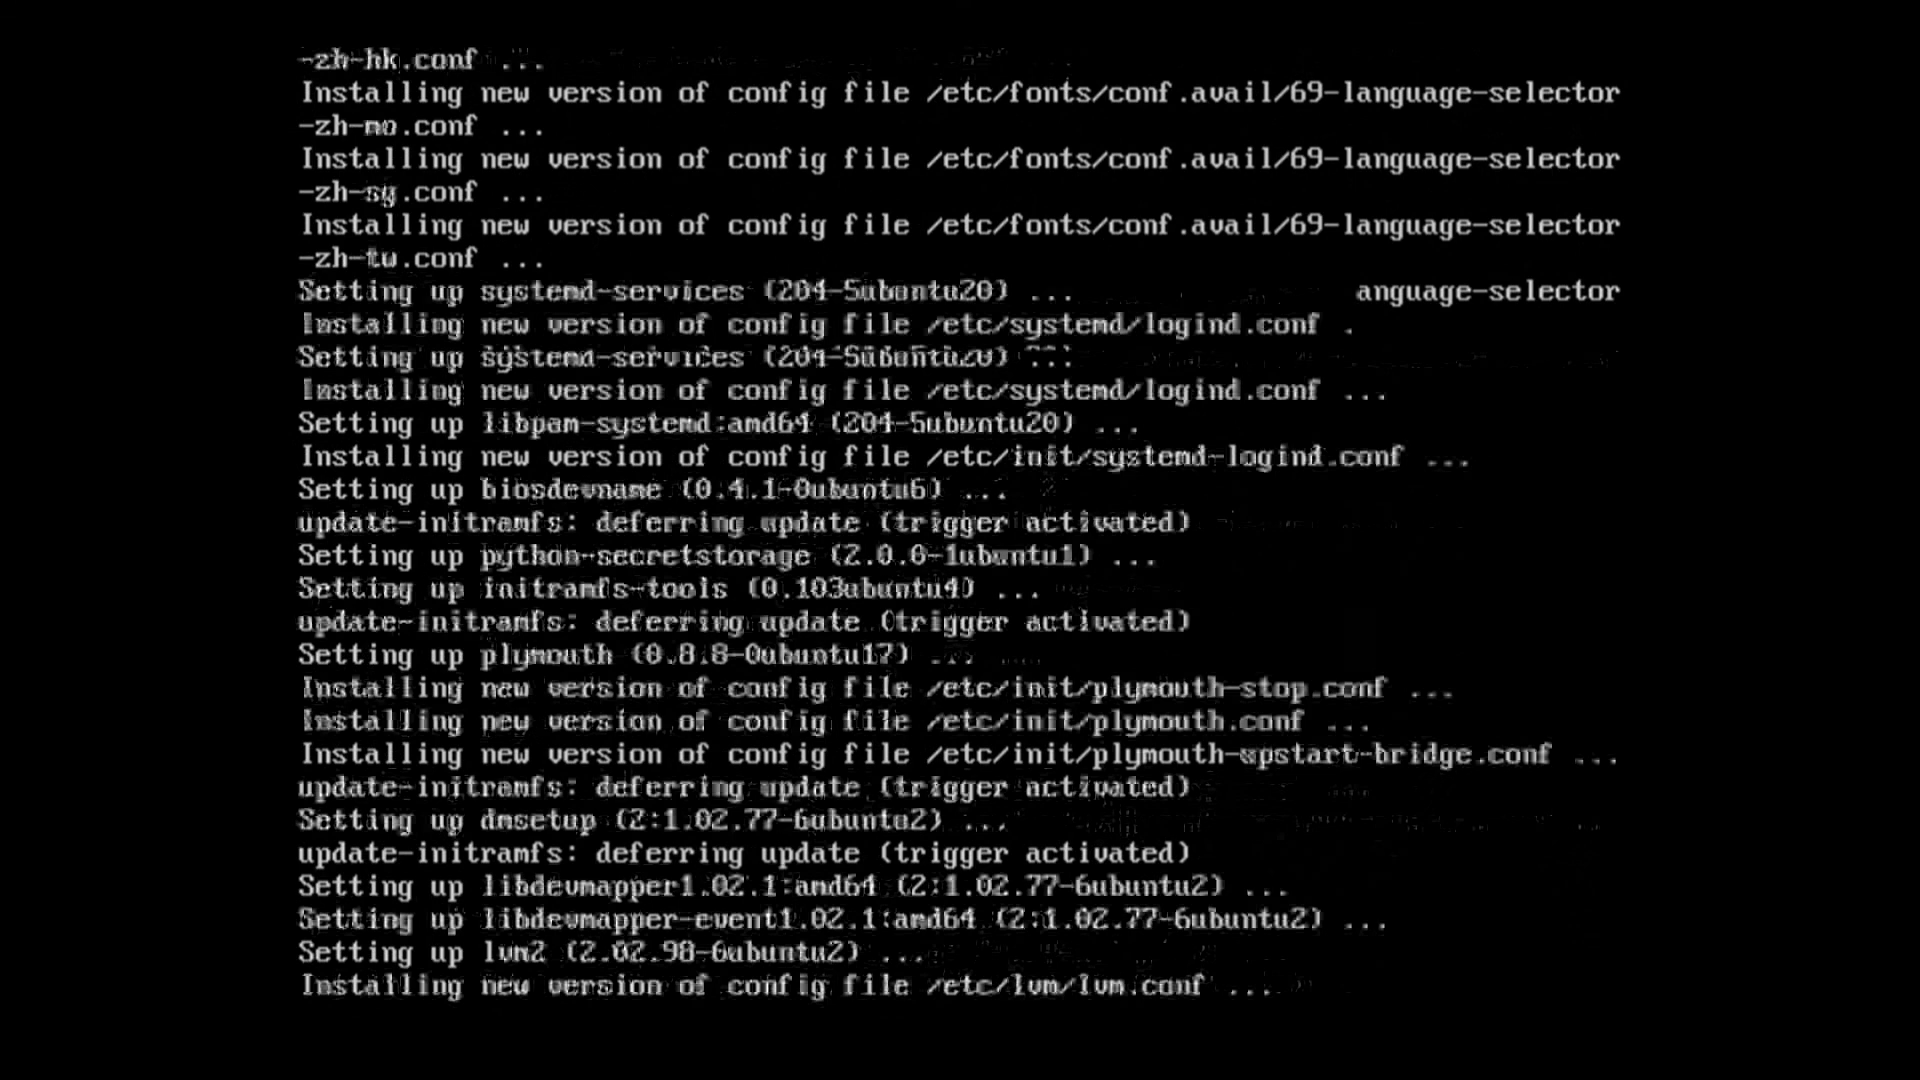 -zh-hk.conf ...
Installing new version of config file /etc/fonts/conf.avail/69-language-selector
-zh-mo.conf ...
Installing new version of config file /etc/fonts/conf.avail/69-language-selector
-zh-sg.conf ...
Installing new version of config file /etc/fonts/conf.avail/69-language-selector
-zh-tw.conf ...
Setting up systemd-services (204-5ubuntu20) ... anguage-selector
Installing new version of config file /etc/systemd/logind.conf .
Setting up systemd-services (204-5ubuntu20) ...
Installing new version of config file /etc/systemd/logind.conf ...
Setting up libpam-systemd:amd64 (204-5ubuntu20) ...
Installing new version of config file /etc/init/systemd-logind.conf ...
Setting up biosdevname (0.4.1-0ubuntu6) ...
update-initramfs: deferring update (trigger activated)
Setting up python-secretstorage (2.0.0-1ubuntu1) ...
Setting up initramfs-tools (0.103ubuntu4) ...
update-initramfs: deferring update (trigger activated)
Setting up plymouth (0.8.8-0ubuntu17) ...
Installing new version of config file /etc/init/plymouth-stop.conf ...
Installing new version of config file /etc/init/plymouth.conf ...
Installing new version of config file /etc/init/plymouth-upstart-bridge.conf ...
update-initramfs: deferring update (trigger activated)
Setting up dmsetup (2:1.02.77-6ubuntu2) ...
update-initramfs: deferring update (trigger activated)
Setting up libdevmapper1.02.1:amd64 (2:1.02.77-6ubuntu2) ...
Setting up libdevmapper-event1.02.1:amd64 (2:1.02.77-6ubuntu2) ...
Setting up lvm2 (2.02.98-6ubuntu2) ...
Installing new version of config file /etc/lvm/lvm.conf ...